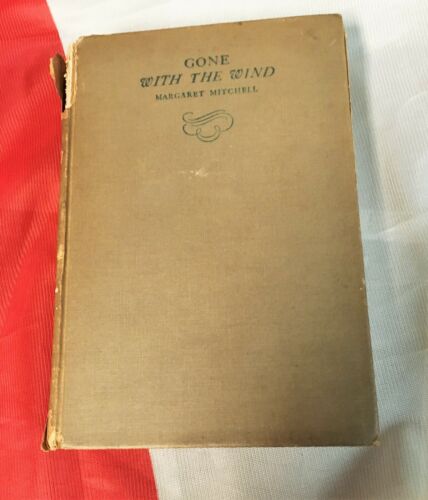 GONE
WITH THE WIND
MARGARET MITCHELL